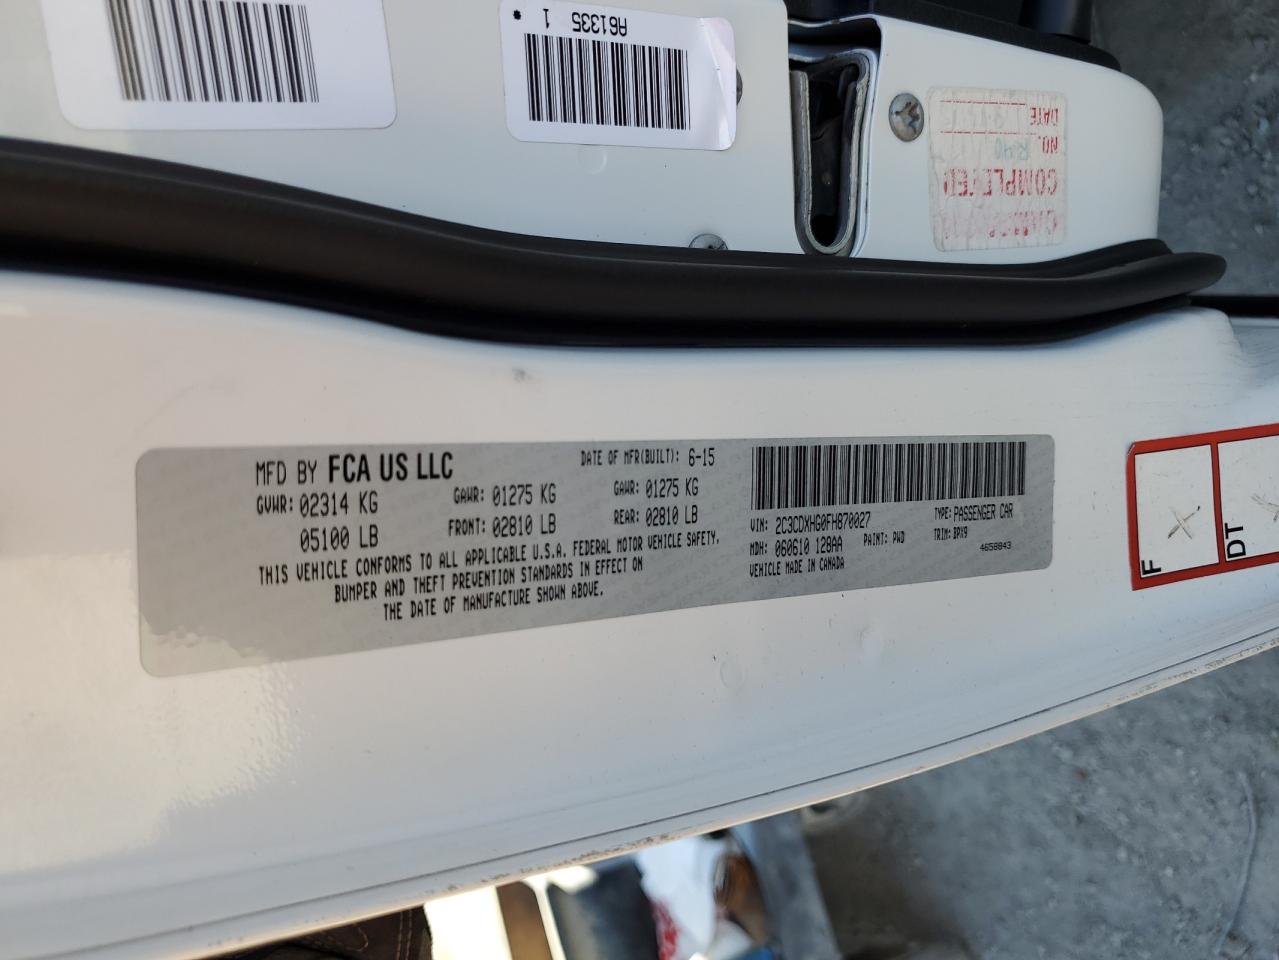 A61335
1
MFD BY FCA US LLC
DATE OF MFR(BUILT): 6-15
GVWR: 02314 KG
GAWR: 01275 KG
GAWR: 01275 KG
05100 LB
FRONT: 02810 LB
REAR: 02810 LB
THIS VEHICLE CONFORMS TO ALL APPLICABLE U.S.A. FEDERAL MOTOR VEHICLE SAFETY,
BUMPER AND THEFT PREVENTION STANDARDS IN EFFECT ON
THE DATE OF MANUFACTURE SHOWN ABOVE.
VIN: 2C3CDXHG0FH870027
TYPE: PASSENGER CAR
MDH: 060610 128AA
PAINT: PWD
TRIM: BPX9
VEHICLE MADE IN CANADA
4658843
COMPLETED
NO. R-40
DATE
F
X
DT